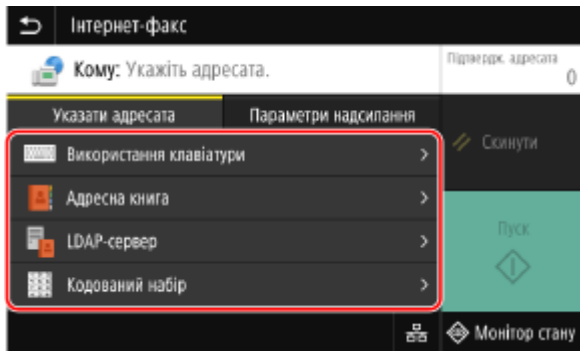 Інтернет-факс
Кому: Укажіть адресата.
Підтвердж. адресата
0
Указати адресата
Параметри надсилання
Скинути
Використання клавіатури
Адресна книга
LDAP-сервер
Кодований набір
Пуск
Монітор стану